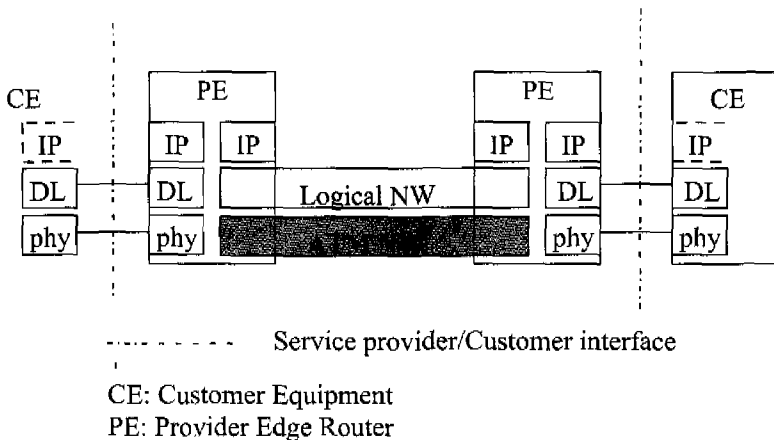 CE PE PE CE
IP IP IP IP IP IP
DL DL Logical NW DL DL
phy phy phy phy
Service provider/Customer interface
CE: Customer Equipment
PE: Provider Edge Router